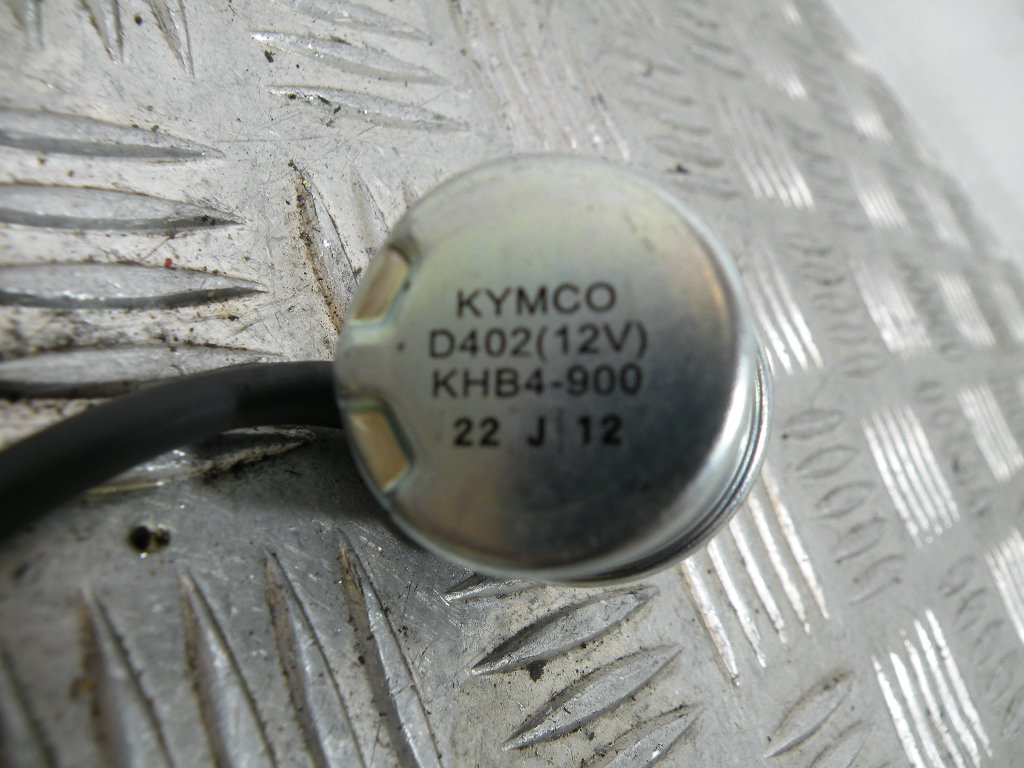 KYMCO
D402(12V)
KHB4-900
22 J 12